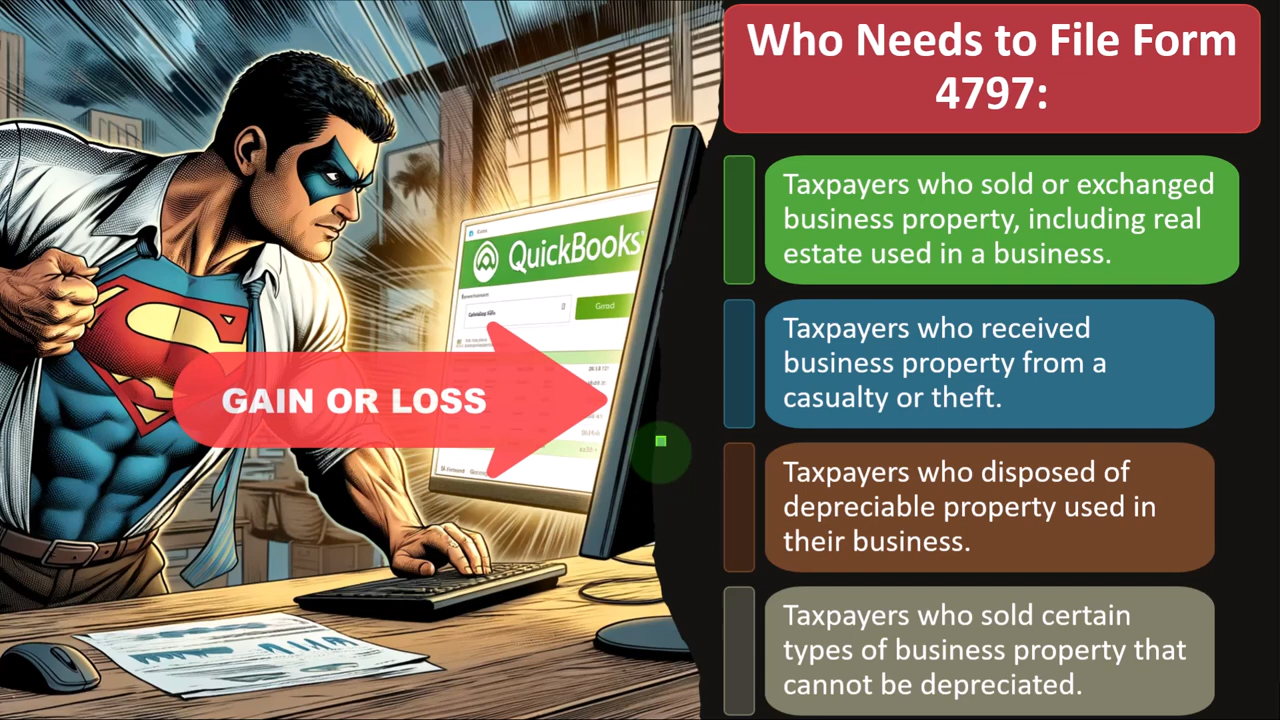 Who Needs to File Form
4797:
Taxpayers who sold or exchanged
business property, including real
estate used in a business.
Taxpayers who received
business property from a
casualty or theft.
Taxpayers who disposed of
depreciable property used in
their business.
Taxpayers who sold certain
types of business property that
cannot be depreciated.
QuickBooks
GAIN OR LOSS
S